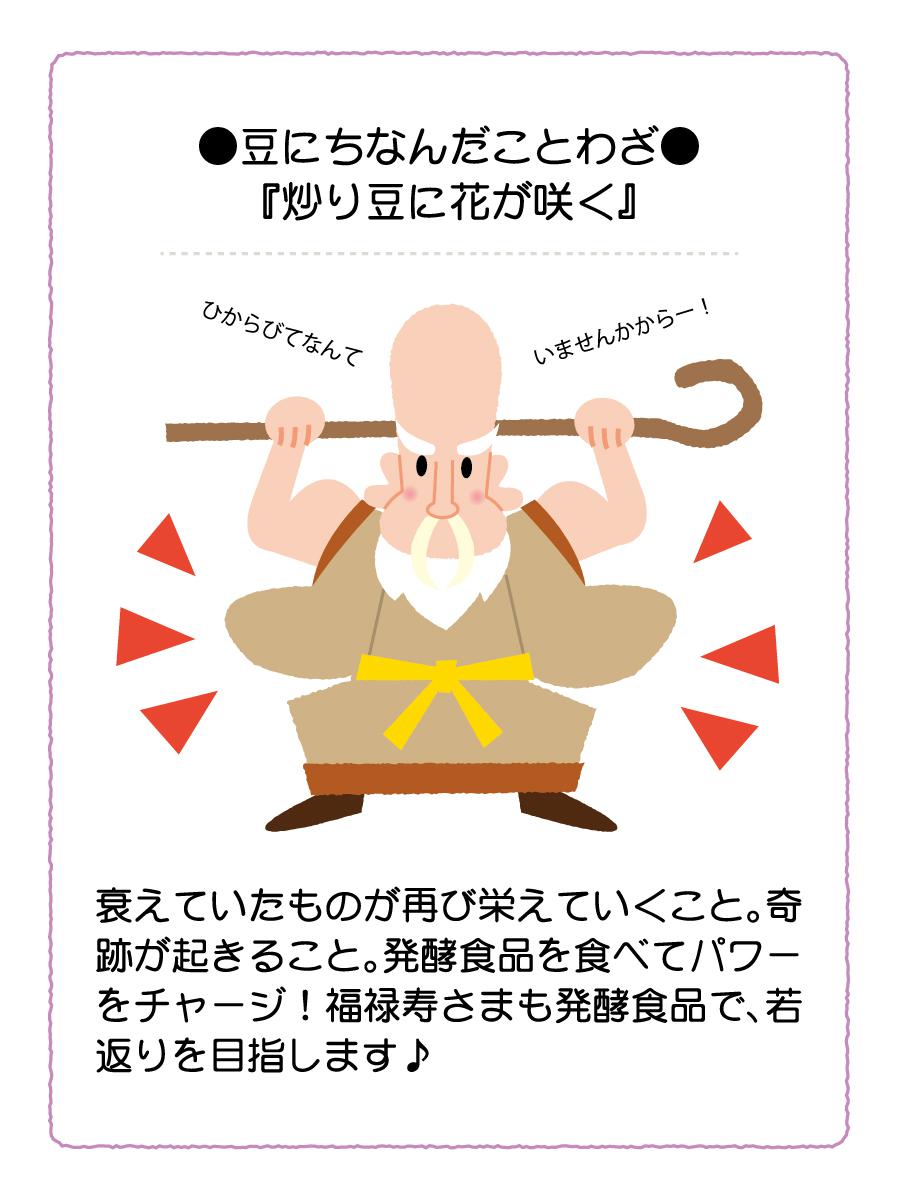 ●豆にちなんだことわざ●
『炒り豆に花が咲く』
ひからびてなんて
いませんかからー！
衰えていたものが再び栄えていくこと。奇
跡が起きること。発酵食品を食べてパワー
をチャージ！福禄寿さまも発酵食品で、若
返りを目指します♪